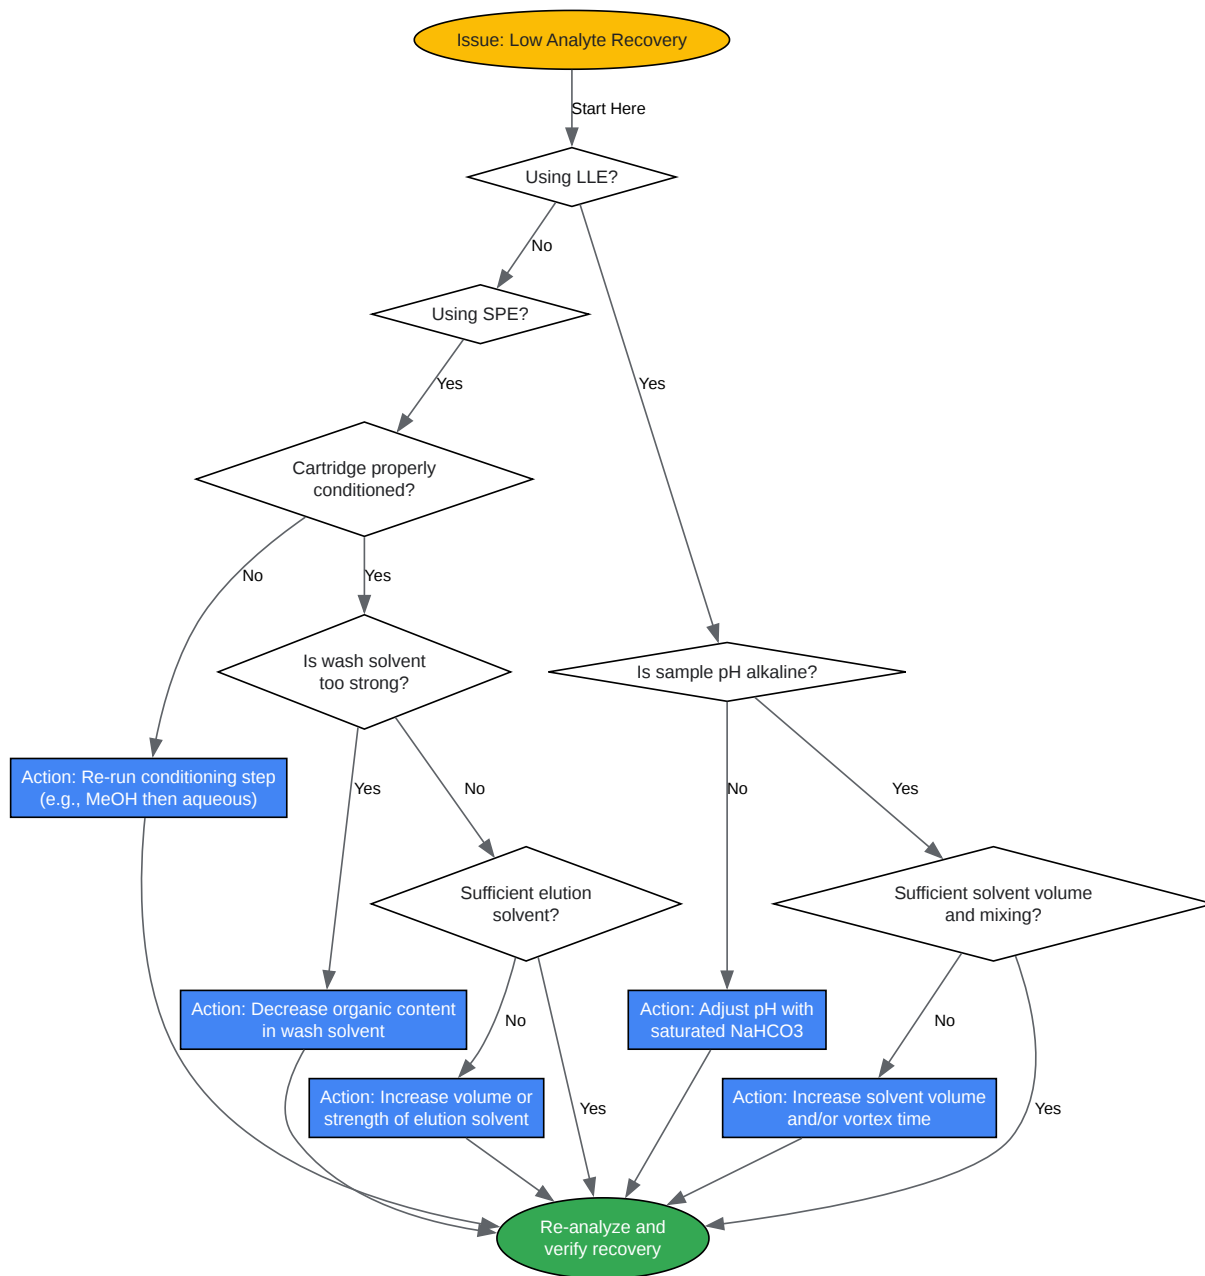 Issue: Low Analyte Recovery
Start Here
Using LLE?
No
Using SPE?
Yes
Yes
Cartridge properly
conditioned?
No
Yes
Is wash solvent
too strong?
Is sample pH alkaline?
Action: Re-run conditioning step
(e.g., MeOH then aqueous)
Yes
No
No
Yes
Sufficient elution
solvent?
Sufficient solvent volume
and mixing?
Action: Decrease organic content
in wash solvent
No
Action: Adjust pH with
saturated NaHCO3
No
Action: Increase volume or
strength of elution solvent
Yes
Action: Increase solvent volume
and/or vortex time
Yes
Re-analyze and
verify recovery